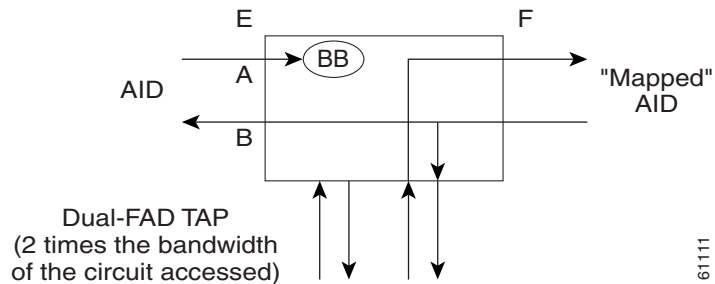 E
F
A
BB
AID
"Mapped"
AID
B
Dual-FAD TAP
(2 times the bandwidth
of the circuit accessed)
61111